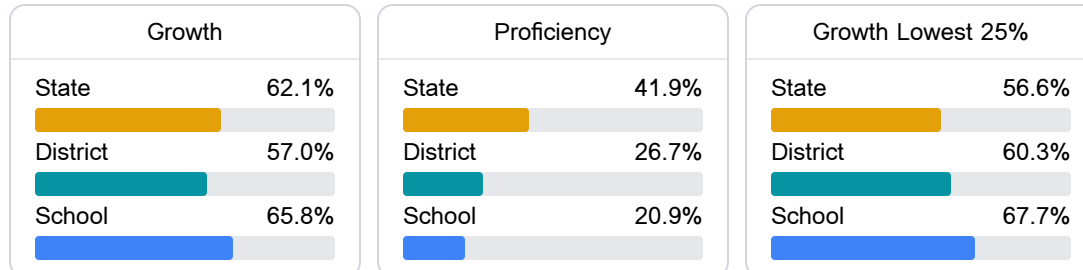 Growth
State 62.1%
District 57.0%
School 65.8%
Proficiency
State 41.9%
District 26.7%
School 20.9%
Growth Lowest 25%
State 56.6%
District 60.3%
School 67.7%